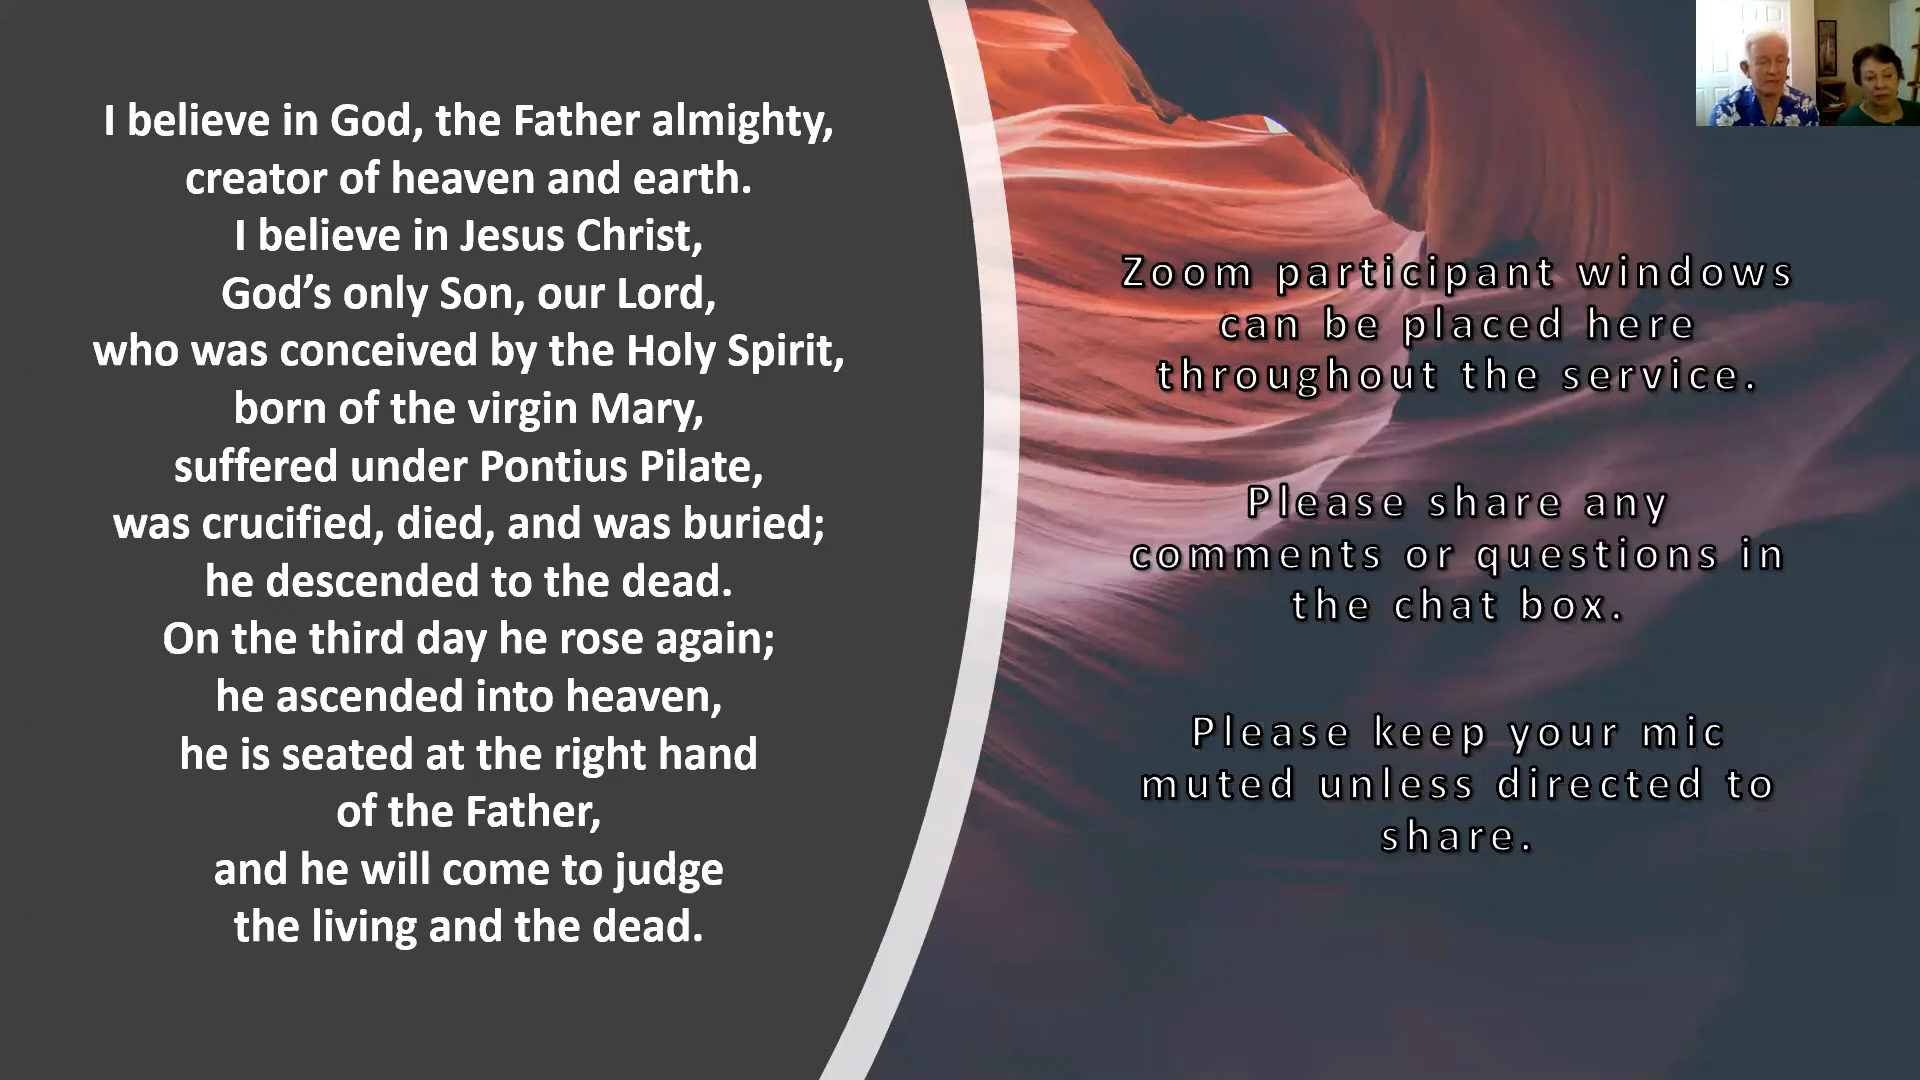 I believe in God, the Father almighty,
creator of heaven and earth.
I believe in Jesus Christ,
God’s only Son, our Lord,
who was conceived by the Holy Spirit,
born of the virgin Mary,
suffered under Pontius Pilate,
was crucified, died, and was buried;
he descended to the dead.
On the third day he rose again;
he ascended into heaven,
he is seated at the right hand
of the Father,
and he will come to judge
the living and the dead.
Zoom participant windows
can be placed here
throughout the service.
Please share any
comments or questions in
the chat box.
Please keep your mic
muted unless directed to
share.